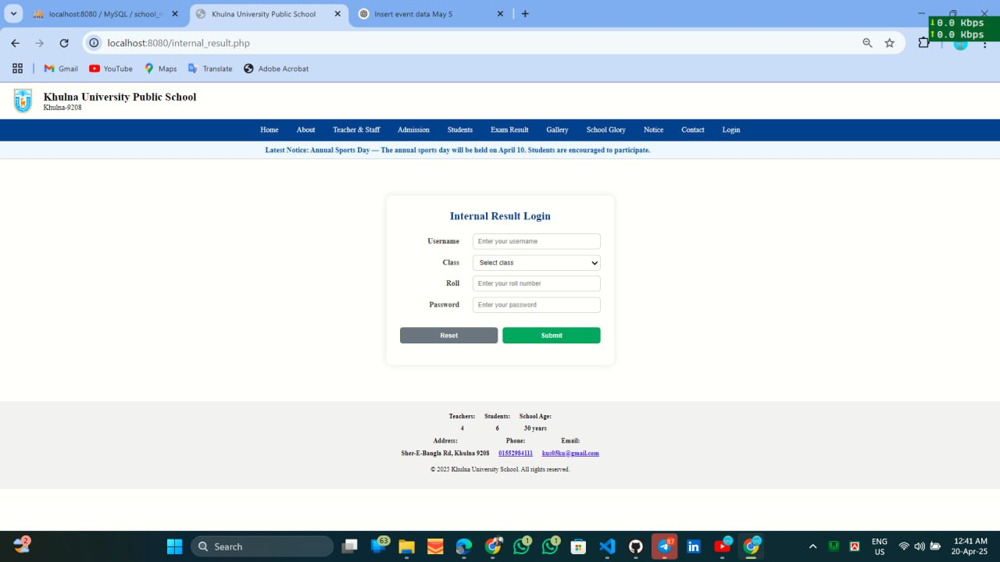 localhost:8080 / MySQL / school_m
Khulna University Public School
Insert event data May 5
0.0 Kbps
0.0 Kbps
localhost:8080/internal_result.php
Gmail
YouTube
Maps
Translate
Adobe Acrobat
Khulna University Public School
Khulna-9208
Home About Teacher & Staff Admission Students Exam Result Gallery School Glory Notice Contact Login
Latest Notice: Annual Sports Day — The annual sports day will be held on April 10. Students are encouraged to participate.
Internal Result Login
Username Enter your username
Class Select class
Roll Enter your roll number
Password Enter your password
Reset Submit
Teachers: Students: School Age:
4 6 30 years
Address: Phone: Email:
Sher-E-Bangla Rd, Khulna 9208 01552984111 kus05ku@gmail.com
© 2025 Khulna University School. All rights reserved.
2
Search
63
1
1
87
ENG
US
12:41 AM
20-Apr-25